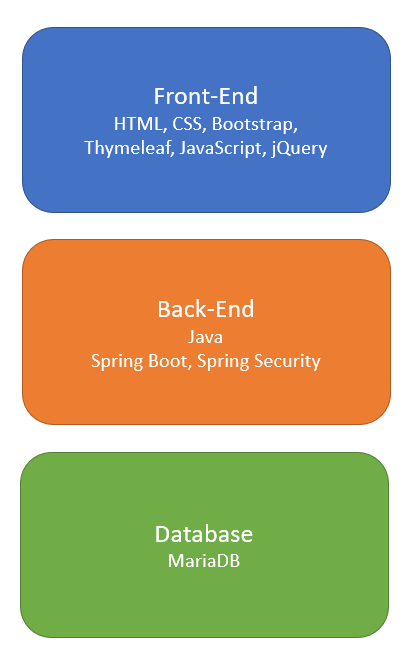 Front-End
HTML, CSS, Bootstrap,
Thymeleaf, JavaScript, jQuery
Back-End
Java
Spring Boot, Spring Security
Database
MariaDB